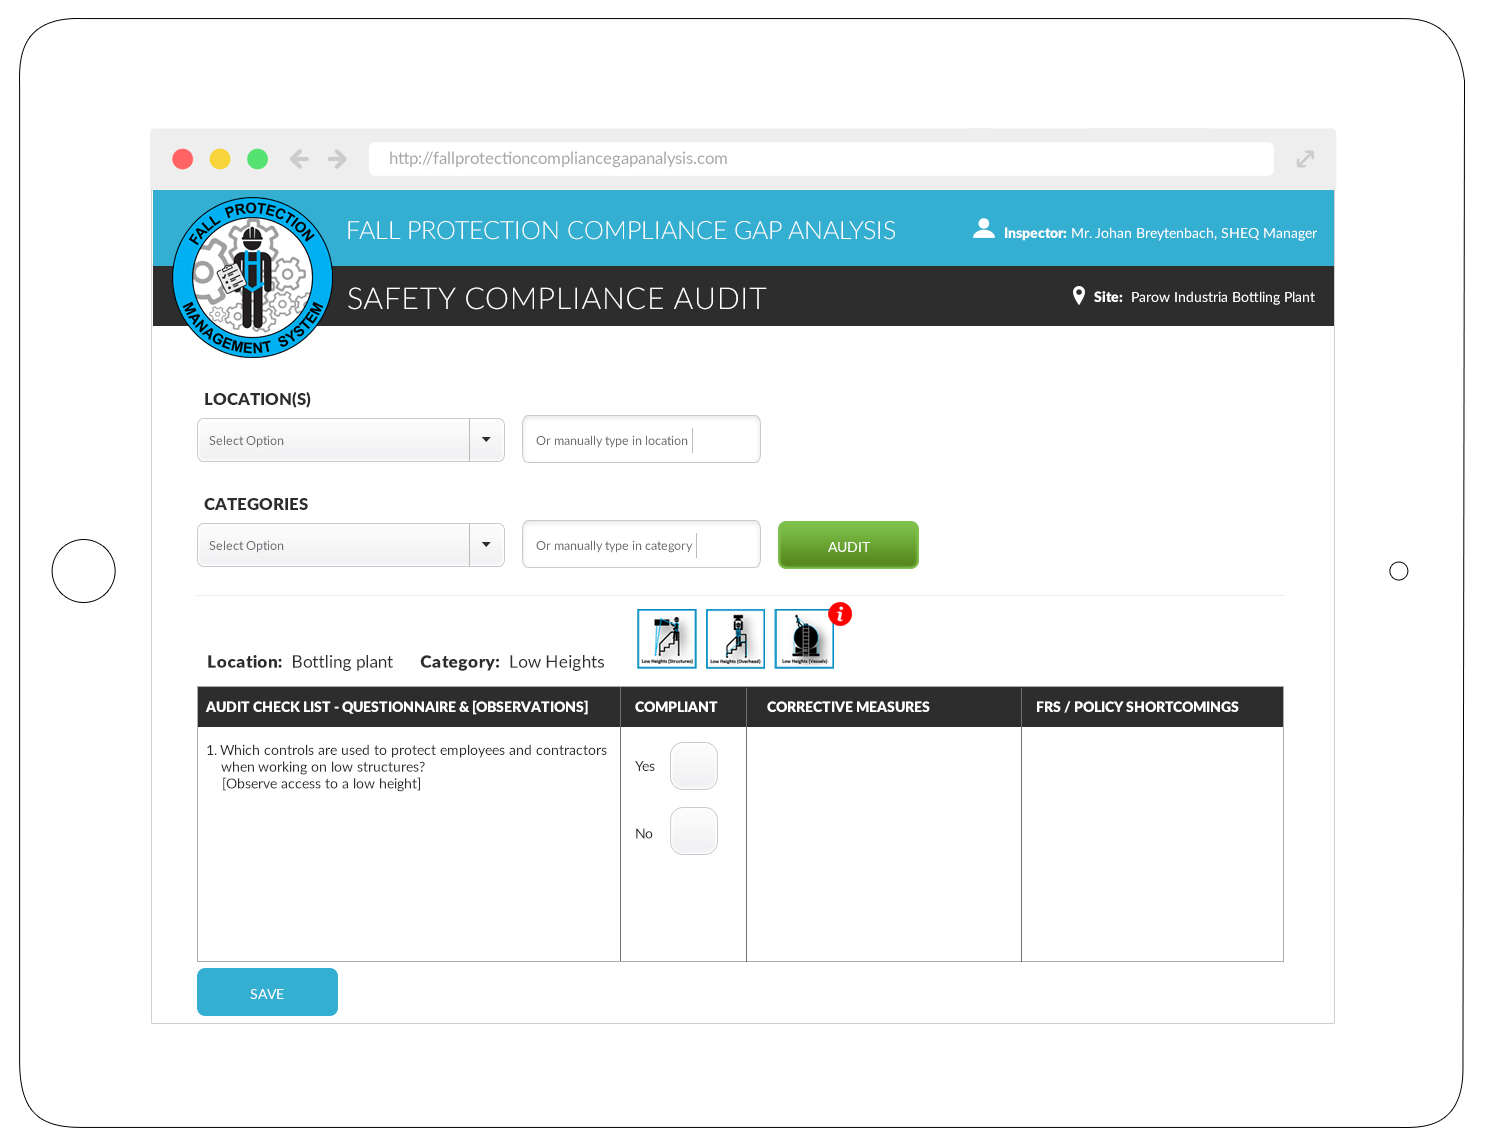 http://fallprotectioncompliancegapanalysis.com
FALL PROTECTION
MANAGEMENT SYSTEM
FALL PROTECTION COMPLIANCE GAP ANALYSIS
Inspector: Mr. Johan Breytenbach, SHEQ Manager
SAFETY COMPLIANCE AUDIT
Site: Parow Industria Bottling Plant
LOCATION(S)
Select Option
Or manually type in location
CATEGORIES
Select Option
Or manually type in category
AUDIT
Location: Bottling plant Category: Low Heights
Low Heights (Structures)
Low Heights (Overhead)
Low Heights (Vessels)
i
AUDIT CHECK LIST - QUESTIONNAIRE & [OBSERVATIONS]
COMPLIANT
CORRECTIVE MEASURES
FRS / POLICY SHORTCOMINGS
1. Which controls are used to protect employees and contractors
when working on low structures?
[Observe access to a low height]
Yes
No
SAVE